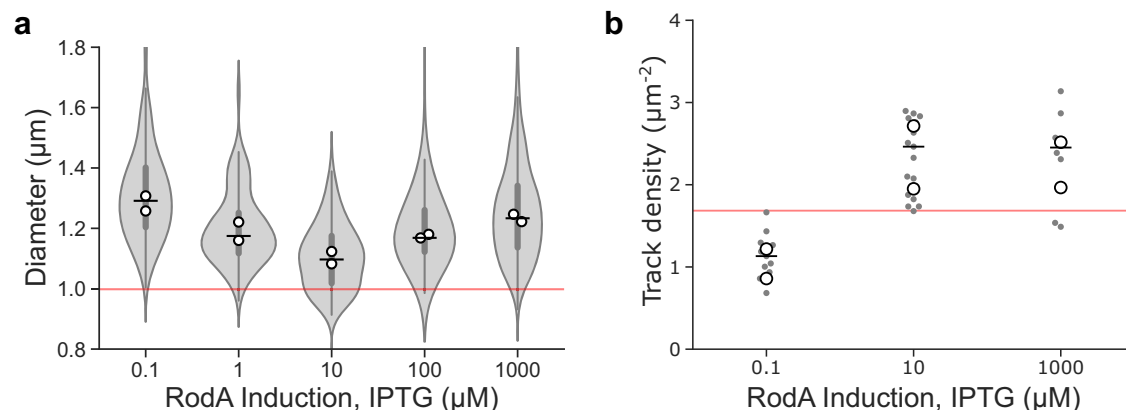 a
Diameter (μm)
1.8
1.6
1.4
1.2
1.0
0.8
0.1 1 10 100 1000
RodA Induction, IPTG (μM)
b
Track density (μm⁻²)
4
3
2
1
0
0.1 10 1000
RodA Induction, IPTG (μM)